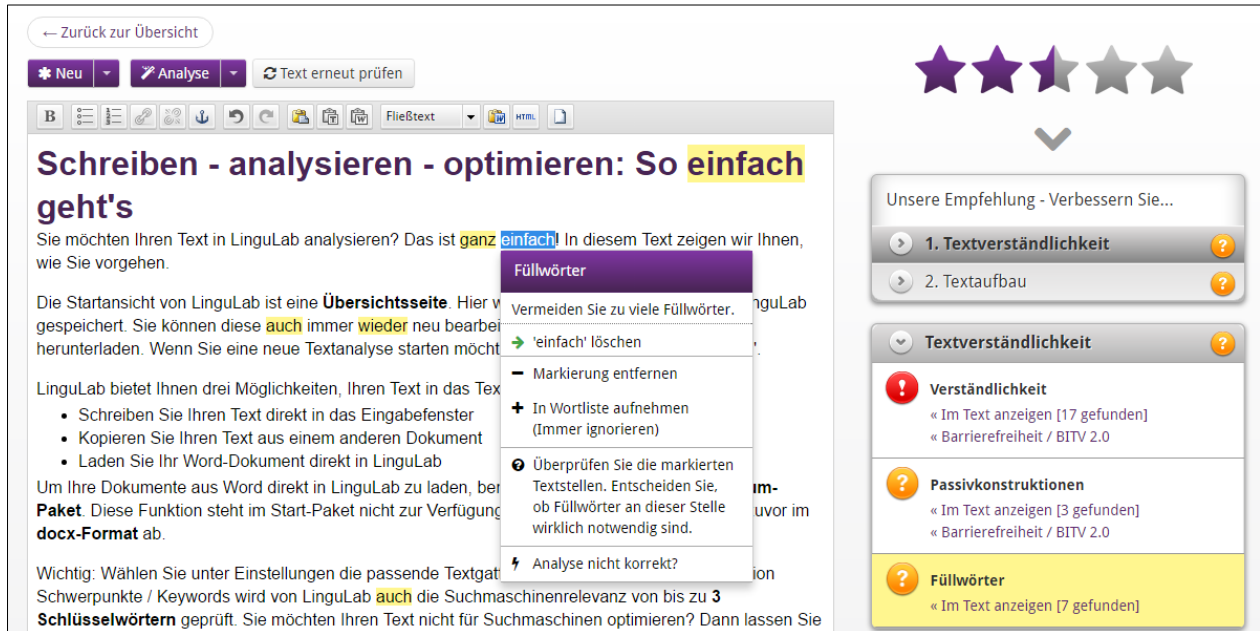 ← Zurück zur Übersicht
Neu
Analyse
Text erneut prüfen
B
Fließtext
HTML
Schreiben - analysieren - optimieren: So einfach
geht's
Sie möchten Ihren Text in LinguLab analysieren? Das ist ganz einfach! In diesem Text zeigen wir Ihnen,
wie Sie vorgehen.
Die Startansicht von LinguLab ist eine Übersichtsseite. Hier
gespeichert. Sie können diese auch immer wieder neu
herunterladen. Wenn Sie eine neue Textanalyse starten
LinguLab bietet Ihnen drei Möglichkeiten, Ihren Text in das
• Schreiben Sie Ihren Text direkt in das Eingabefenster
• Kopieren Sie Ihren Text aus einem anderen Dokument
• Laden Sie Ihr Word-Dokument direkt in LinguLab
Um Ihre Dokumente aus Word direkt in LinguLab zu laden,
Paket. Diese Funktion steht im Start-Paket nicht zur im
docx-Format ab.
Wichtig: Wählen Sie unter Einstellungen die passende
Schwerpunkte / Keywords wird von LinguLab auch die Suchmaschinenrelevanz von bis zu 3
Schlüsselwörtern geprüft. Sie möchten Ihren Text nicht für Suchmaschinen optimieren? Dann lassen Sie
Füllwörter
Vermeiden Sie zu viele Füllwörter.
'einfach' löschen
Markierung entfernen
In Wortliste aufnehmen
(Immer ignorieren)
Überprüfen Sie die markierten
Textstellen. Entscheiden Sie,
ob Füllwörter an dieser Stelle
wirklich notwendig sind.
Analyse nicht korrekt?
Unsere Empfehlung - Verbessern Sie...
1. Textverständlichkeit ?
2. Textaufbau ?
Textverständlichkeit ?
! Verständlichkeit
« Im Text anzeigen [17 gefunden]
« Barrierefreiheit / BITV 2.0
? Passivkonstruktionen
« Im Text anzeigen [3 gefunden]
« Barrierefreiheit / BITV 2.0
? Füllwörter
« Im Text anzeigen [7 gefunden]